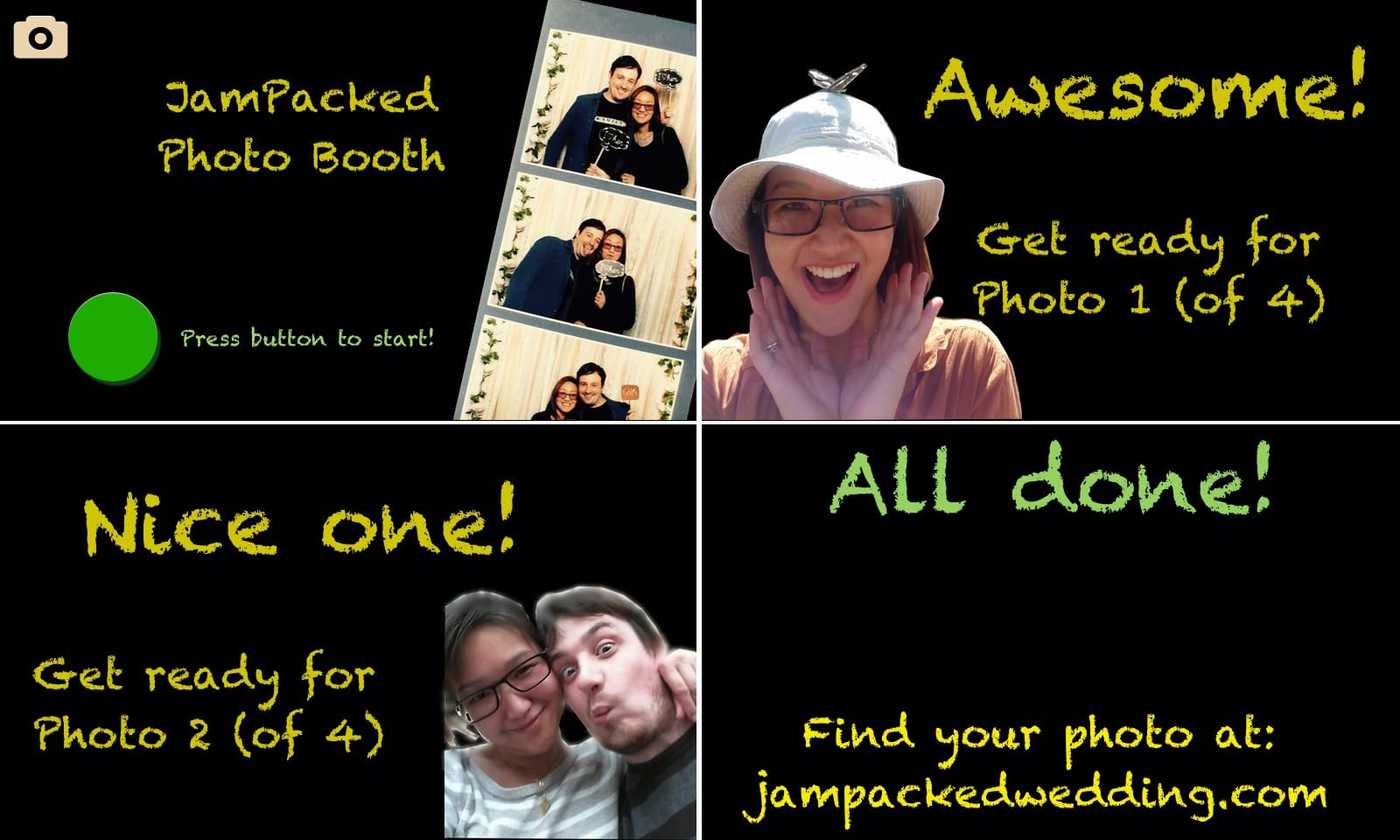 JamPacked
Photo Booth
Press button to start!
Awesome!
Get ready for
Photo 1 (of 4)
Nice one!
Get ready for
Photo 2 (of 4)
All done!
Find your photo at:
jampackedwedding.com